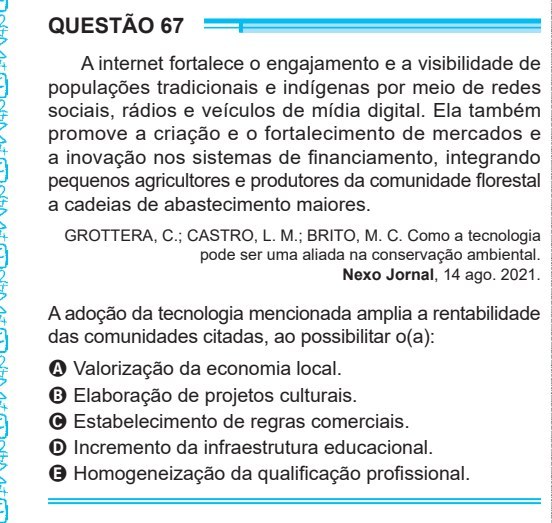 QUESTÃO 67
A internet fortalece o engajamento e a visibilidade de
populações tradicionais e indígenas por meio de redes
sociais, rádios e veículos de mídia digital. Ela também
promove a criação e o fortalecimento de mercados e
a inovação nos sistemas de financiamento, integrando
pequenos agricultores e produtores da comunidade florestal
a cadeias de abastecimento maiores.
GROTTERA, C.; CASTRO, L. M.; BRITO, M. C. Como a tecnologia
pode ser uma aliada na conservação ambiental.
Nexo Jornal, 14 ago. 2021.
A adoção da tecnologia mencionada amplia a rentabilidade
das comunidades citadas, ao possibilitar o(a):
A Valorização da economia local.
B Elaboração de projetos culturais.
C Estabelecimento de regras comerciais.
D Incremento da infraestrutura educacional.
E Homogeneização da qualificação profissional.